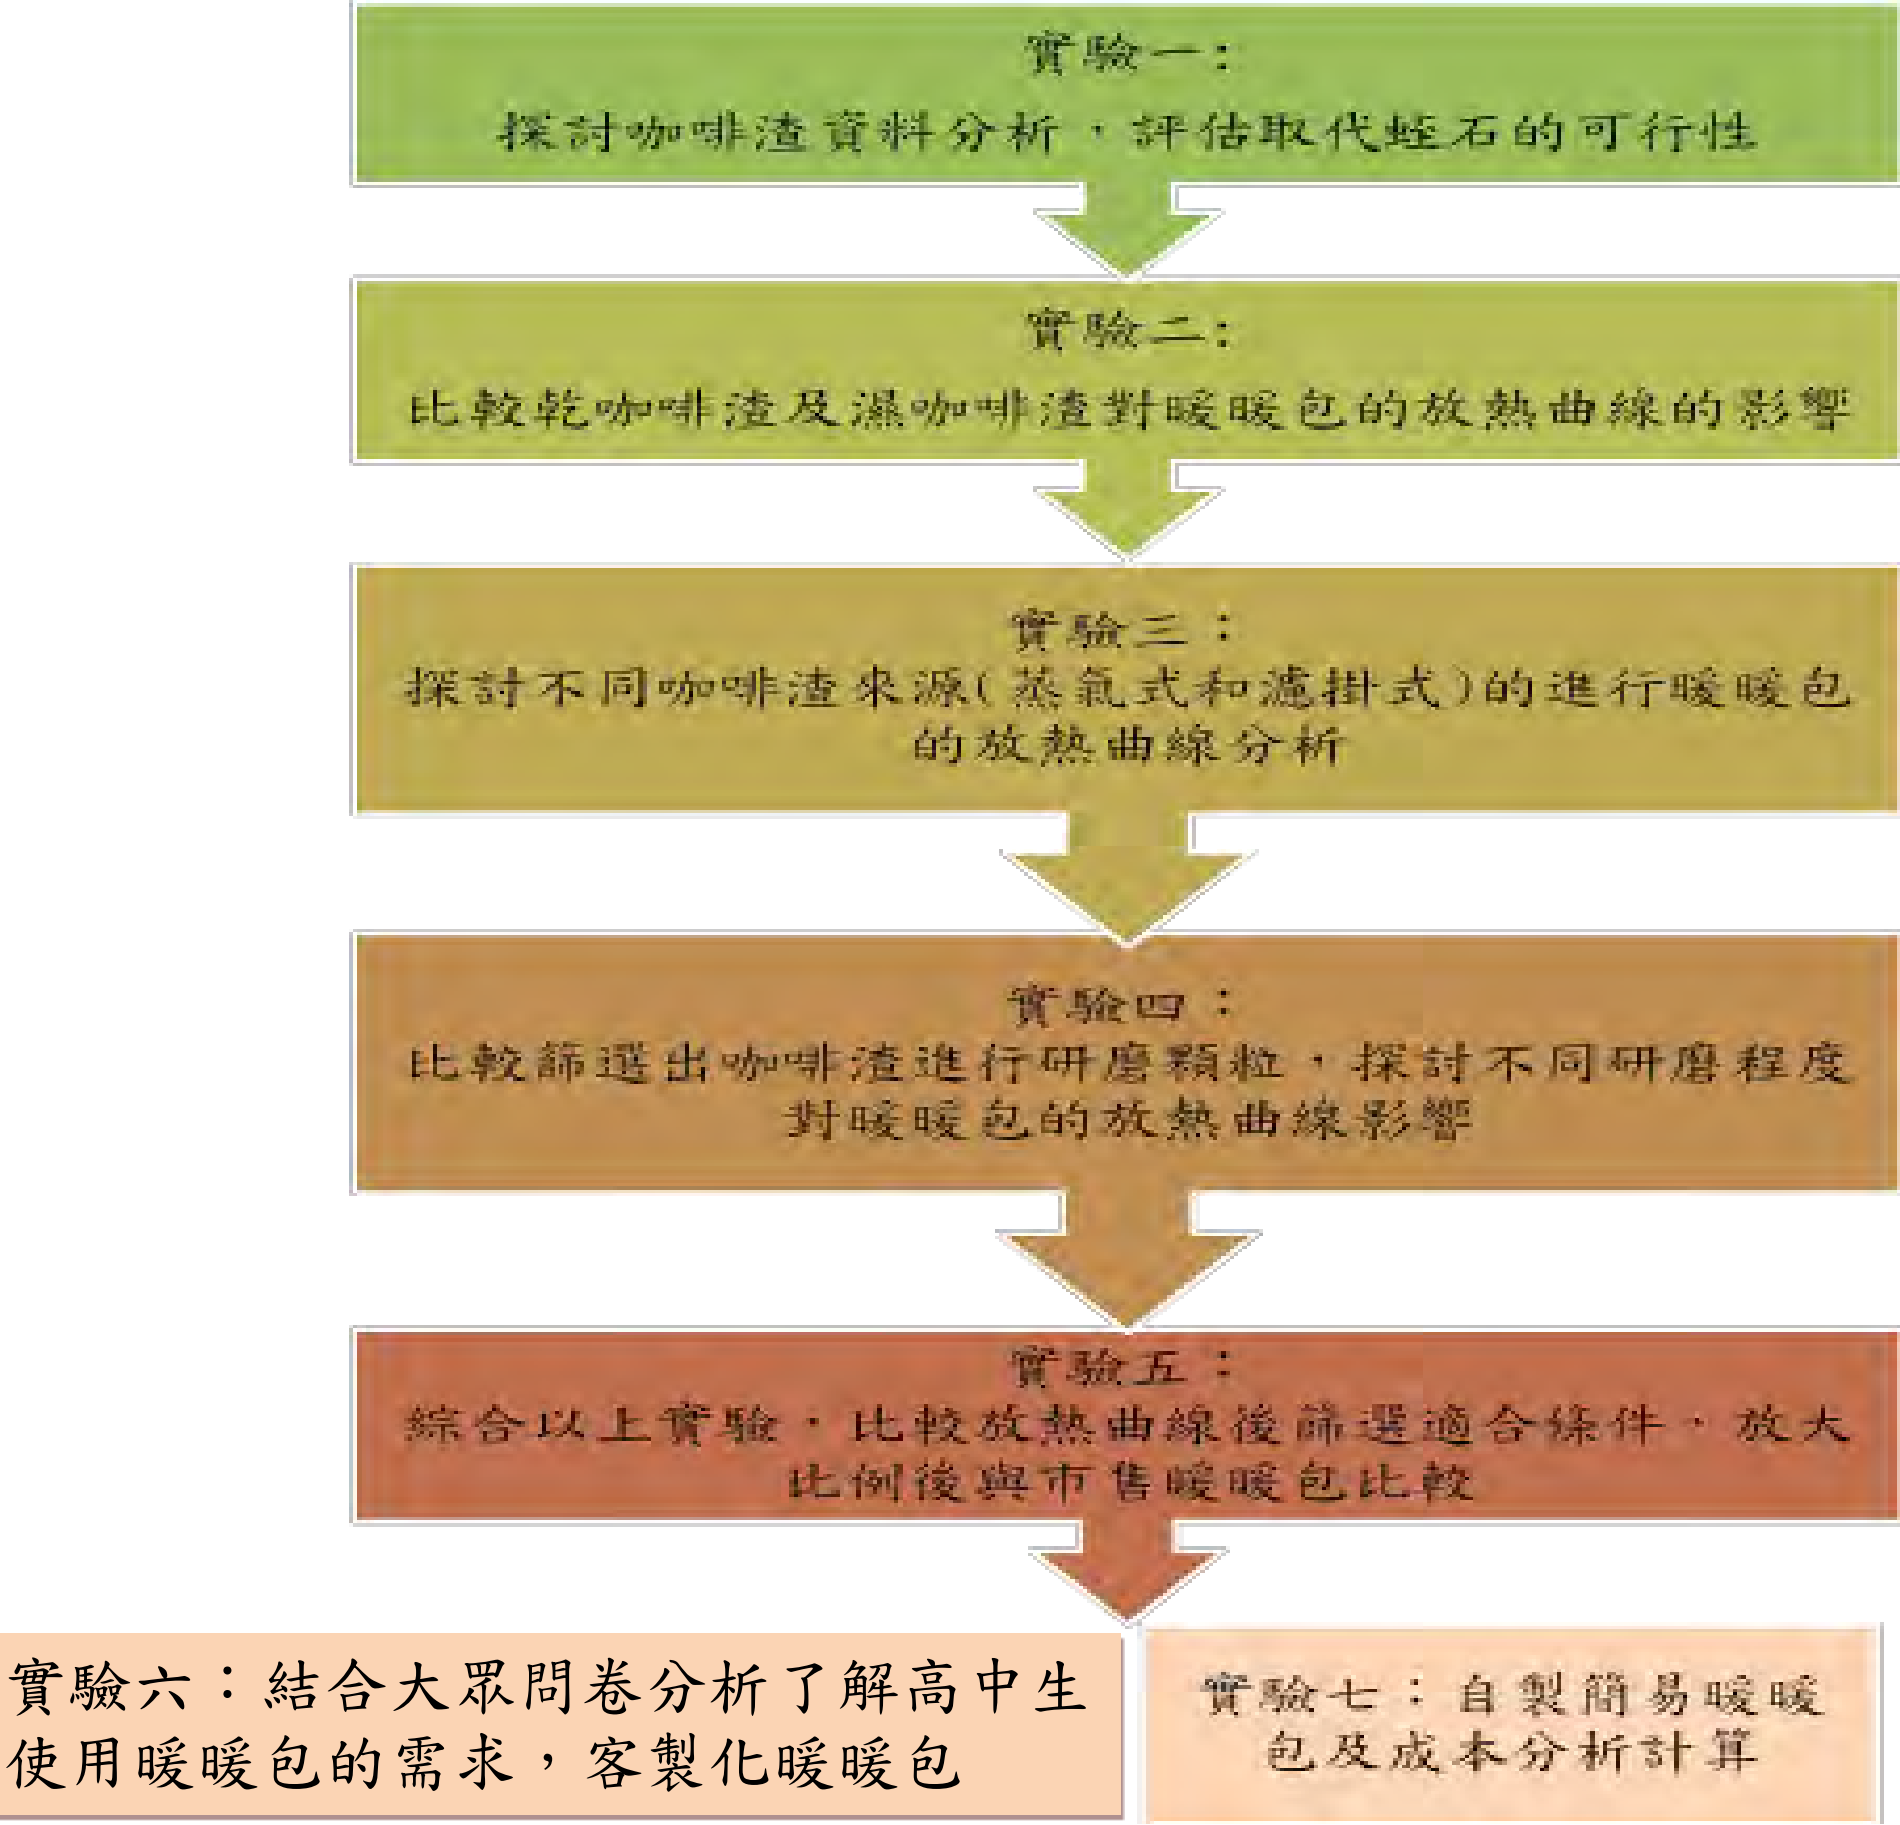 實驗一:
探討咖啡渣資料分析，評估取代蛭石的可行性
實驗二:
比較乾咖啡渣及濕咖啡渣對暖暖包的放熱曲線的影響
實驗三：
探討不同咖啡渣來源(蒸氣式和濾掛式)的進行暖暖包
的放熱曲線分析
實驗四：
比較篩選出咖啡渣進行研磨顆粒，探討不同研磨程度
對暖暖包的放熱曲線影響
實驗五：
綜合以上實驗，比較放熱曲線後篩選適合條件，放大
比例後與市售暖暖包比較
實驗六：結合大眾問卷分析了解高中生
使用暖暖包的需求，客製化暖暖包
實驗七：自製簡易暖暖
包及成本分析計算